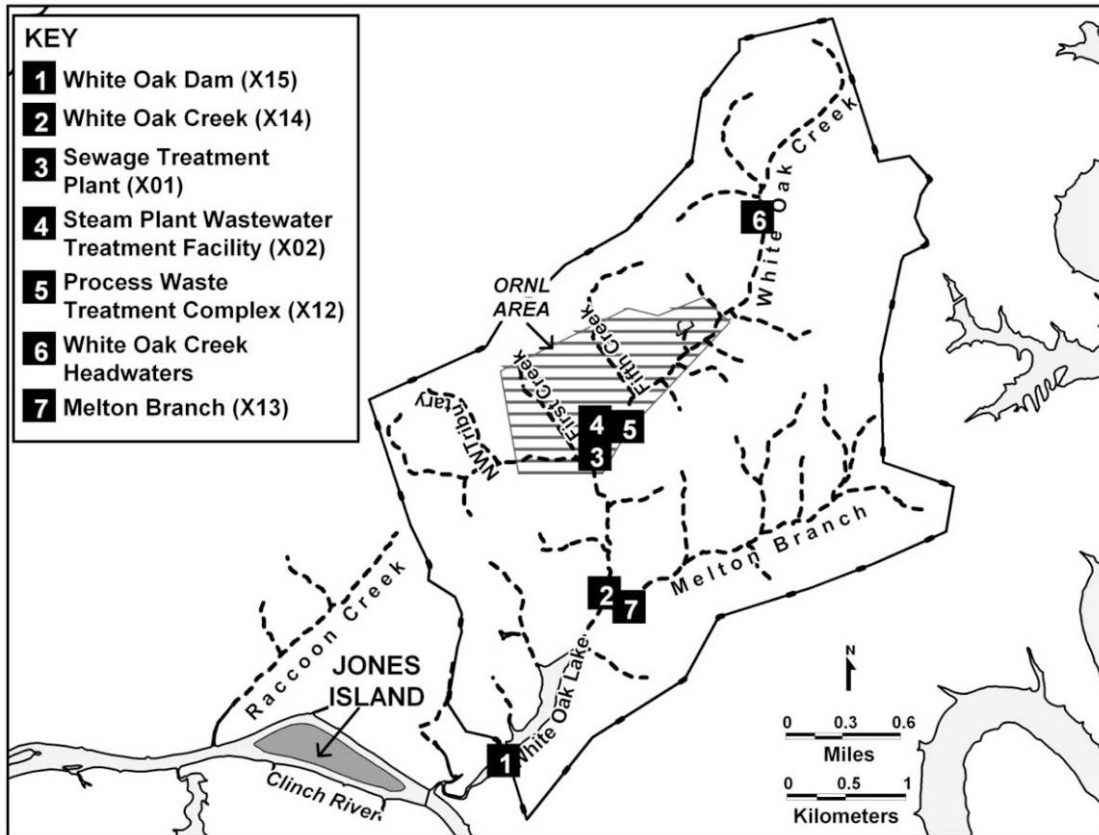 KEY
1 White Oak Dam (X15)
2 White Oak Creek (X14)
3 Sewage Treatment
Plant (X01)
4 Steam Plant Wastewater
Treatment Facility (X02)
5 Process Waste
Treatment Complex (X12)
6 White Oak Creek
Headwaters
7 Melton Branch (X13)
White Oak Creek
6
ORNL
AREA
Fifth Creek
First Creek
NWTributary
4
5
3
Melton Branch
2
7
Raccoon Creek
White Oak Lake
JONES
ISLAND
1
Clinch River
N
0 0.3 0.6
Miles
0 0.5 1
Kilometers